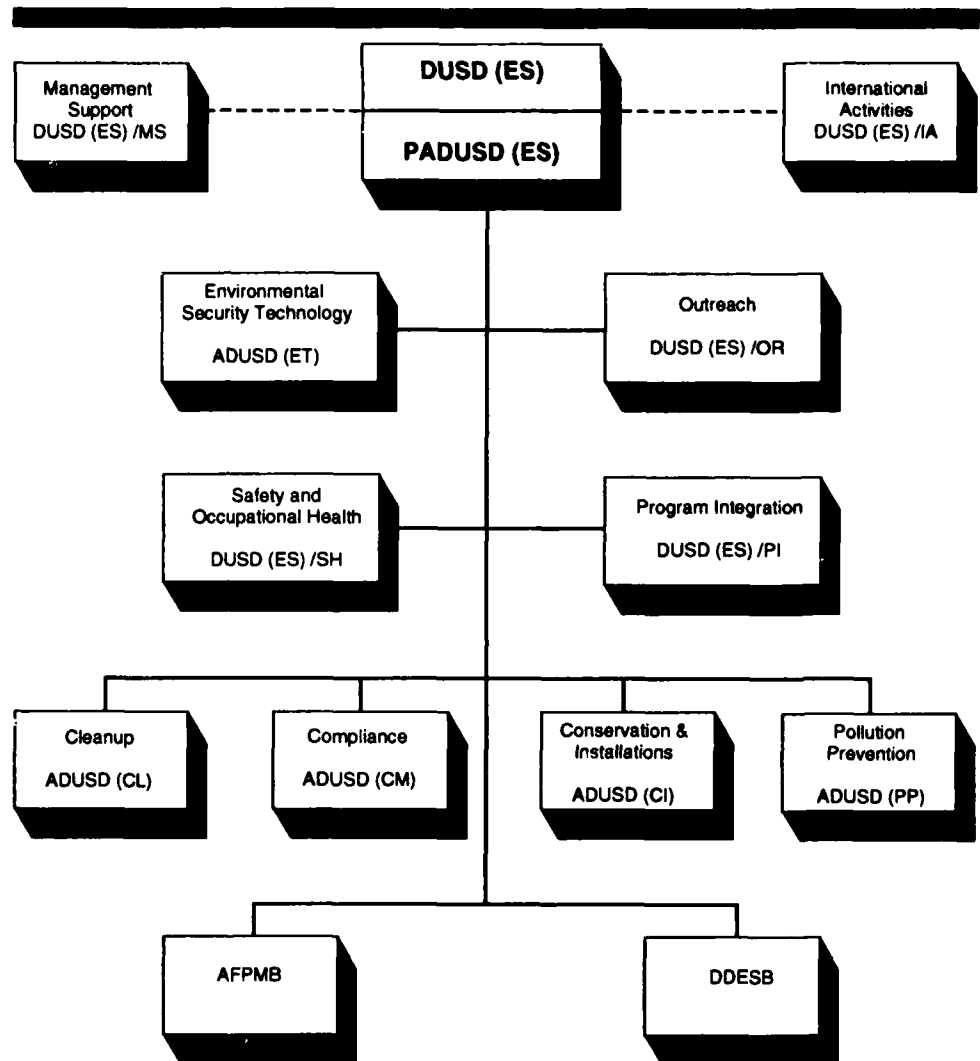 Management
Support
DUSD (ES) /MS
DUSD (ES)
PADUSD (ES)
International
Activities
DUSD (ES) /IA
Environmental
Security Technology
ADUSD (ET)
Outreach
DUSD (ES) /OR
Safety and
Occupational Health
DUSD (ES) /SH
Program Integration
DUSD (ES) /PI
Cleanup
ADUSD (CL)
Compliance
ADUSD (CM)
Conservation &
Installations
ADUSD (CI)
Pollution
Prevention
ADUSD (PP)
AFPMB
DDESB